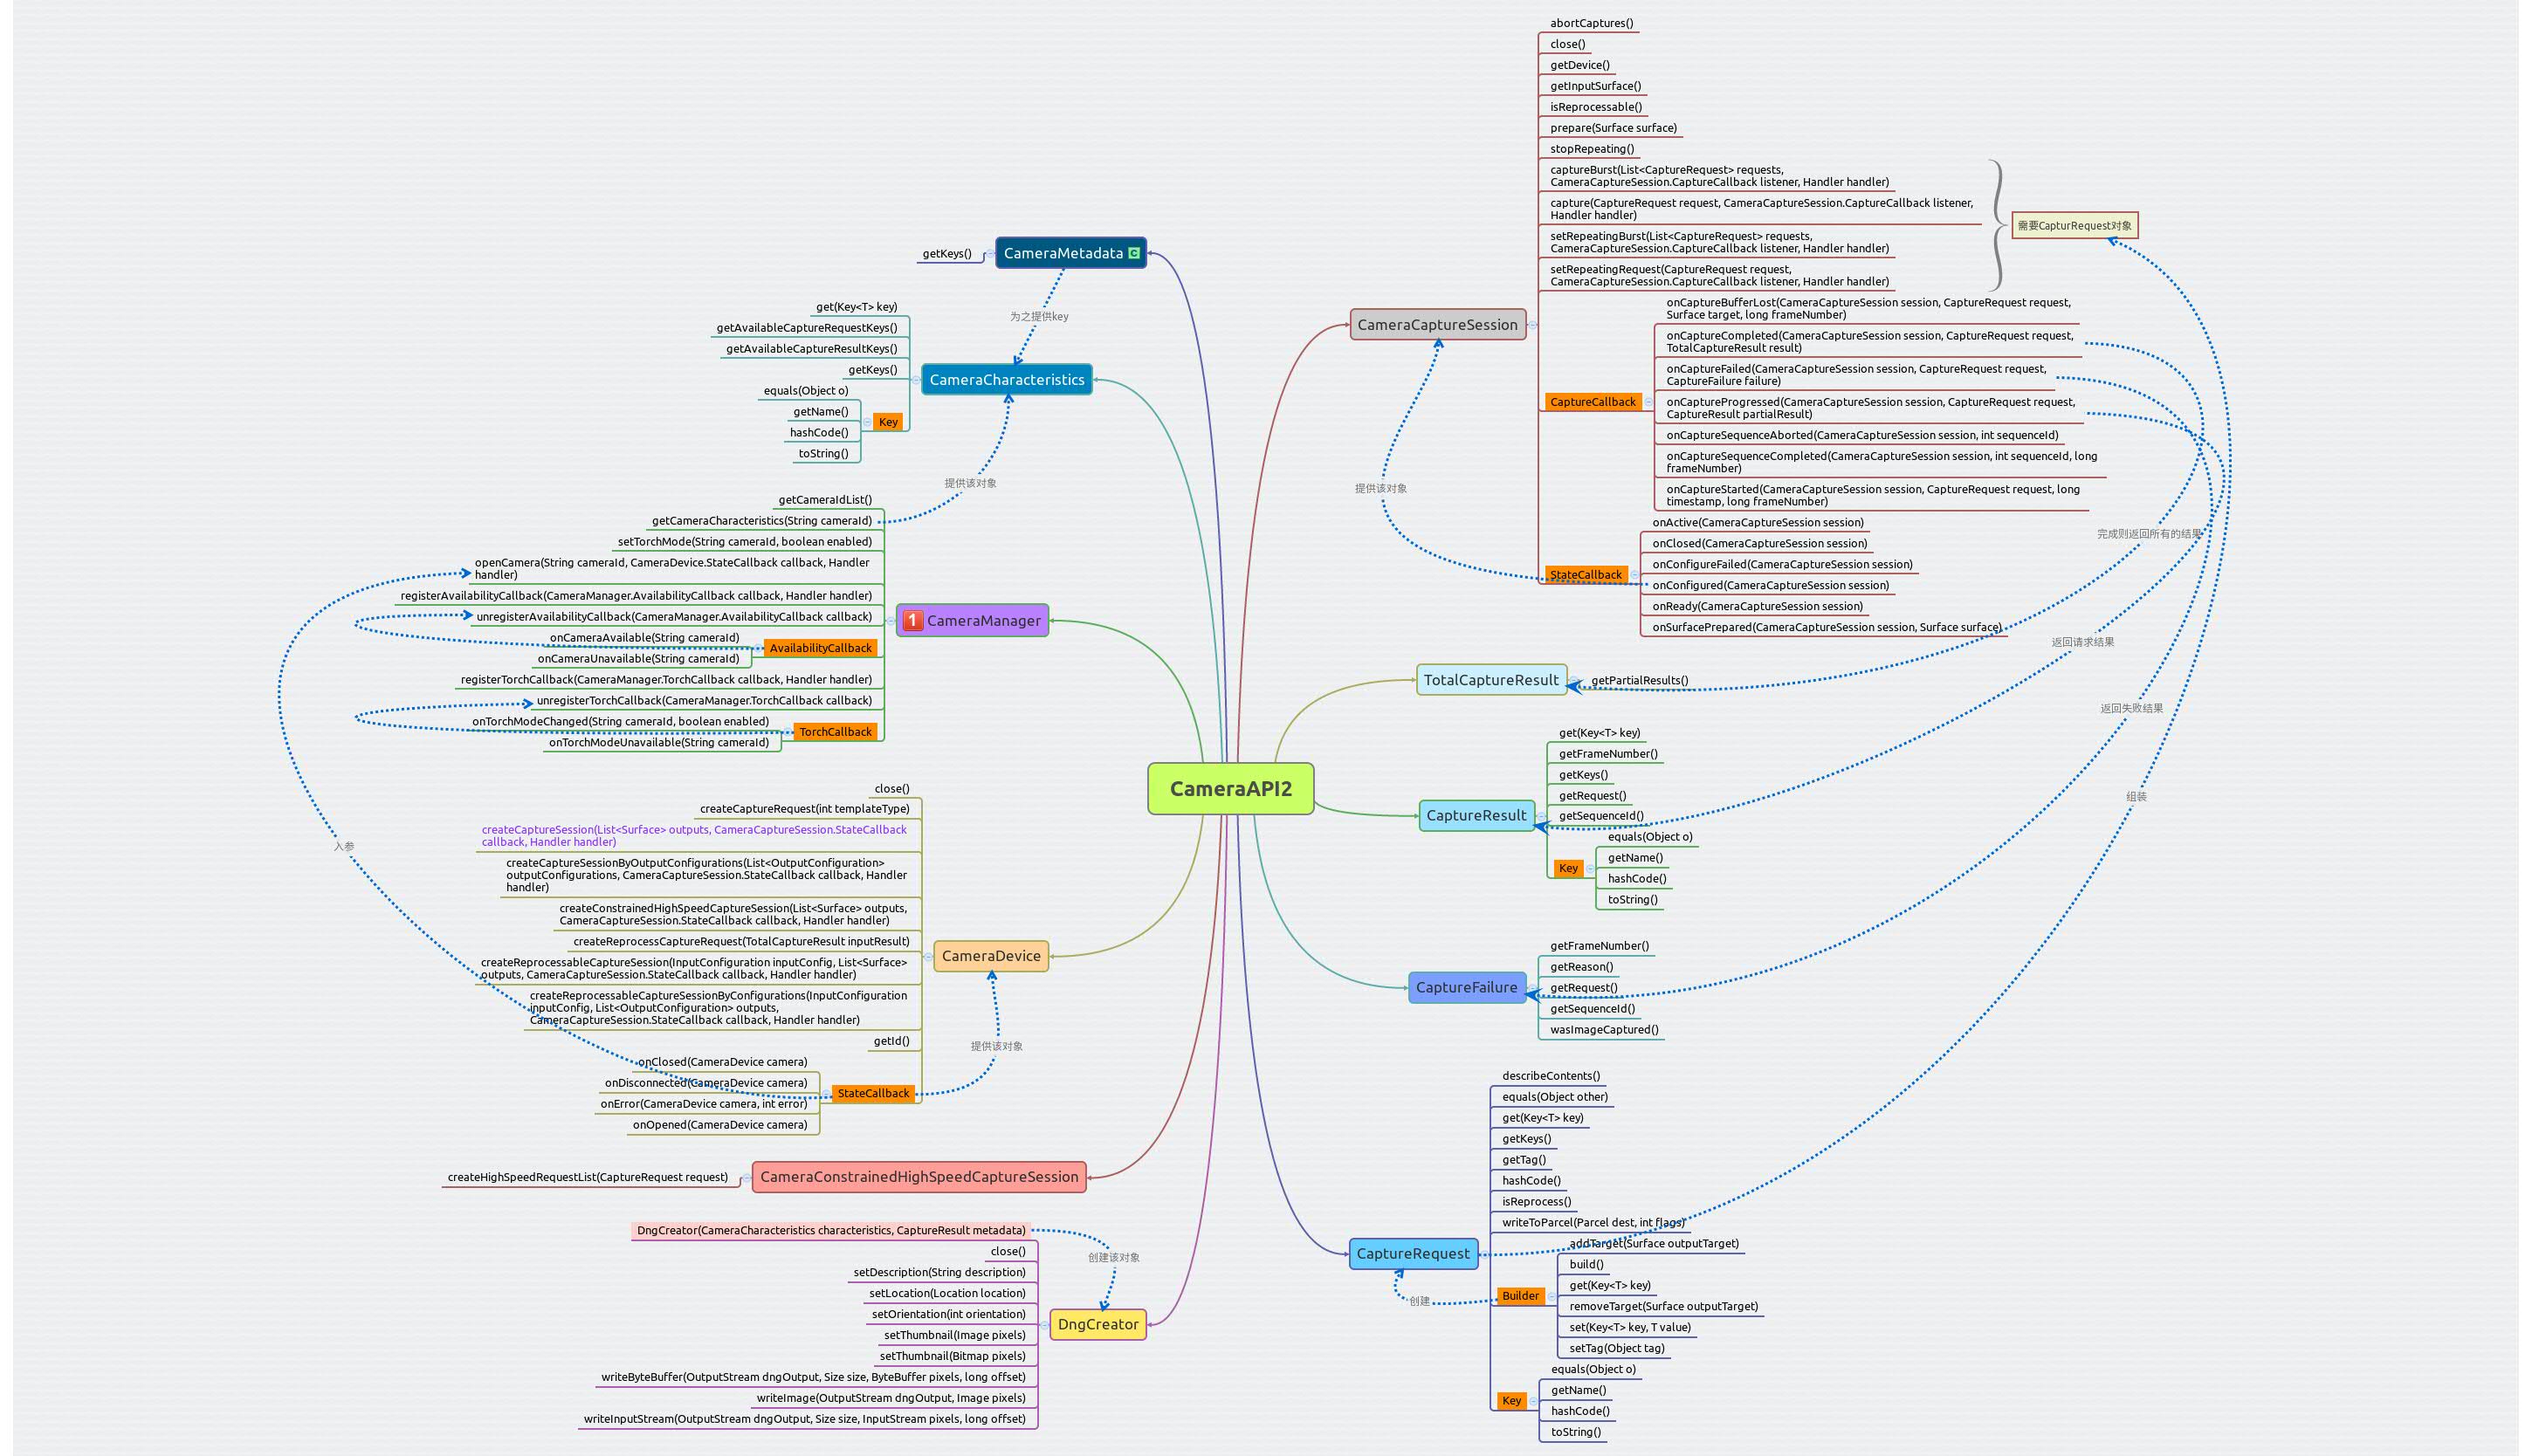 CameraAPI2
CameraMetadata
C
getKeys()
为之提供key
CameraCharacteristics
get(Key<T> key)
getAvailableCaptureRequestKeys()
getAvailableCaptureResultKeys()
getKeys()
Key
equals(Object o)
getName()
hashCode()
toString()
提供该对象
1
CameraManager
getCameraIdList()
getCameraCharacteristics(String cameraId)
setTorchMode(String cameraId, boolean enabled)
openCamera(String cameraId, CameraDevice.StateCallback callback, Handler
handler)
registerAvailabilityCallback(CameraManager.AvailabilityCallback callback, Handler handler)
unregisterAvailabilityCallback(CameraManager.AvailabilityCallback callback)
AvailabilityCallback
onCameraAvailable(String cameraId)
onCameraUnavailable(String cameraId)
registerTorchCallback(CameraManager.TorchCallback callback, Handler handler)
unregisterTorchCallback(CameraManager.TorchCallback callback)
TorchCallback
onTorchModeChanged(String cameraId, boolean enabled)
onTorchModeUnavailable(String cameraId)
入参
CameraDevice
close()
createCaptureRequest(int templateType)
createCaptureSession(List<Surface> outputs, CameraCaptureSession.StateCallback
callback, Handler handler)
createCaptureSessionByOutputConfigurations(List<OutputConfiguration>
outputConfigurations, CameraCaptureSession.StateCallback callback, Handler
handler)
createConstrainedHighSpeedCaptureSession(List<Surface> outputs,
CameraCaptureSession.StateCallback callback, Handler handler)
createReprocessCaptureRequest(TotalCaptureResult inputResult)
createReprocessableCaptureSession(InputConfiguration inputConfig, List<Surface>
outputs, CameraCaptureSession.StateCallback callback, Handler handler)
createReprocessableCaptureSessionByConfigurations(InputConfiguration
inputConfig, List<OutputConfiguration> outputs,
CameraCaptureSession.StateCallback callback, Handler handler)
getId()
StateCallback
onClosed(CameraDevice camera)
onDisconnected(CameraDevice camera)
onError(CameraDevice camera, int error)
onOpened(CameraDevice camera)
提供该对象
CameraConstrainedHighSpeedCaptureSession
createHighSpeedRequestList(CaptureRequest request)
DngCreator
DngCreator(CameraCharacteristics characteristics, CaptureResult metadata)
创建该对象
close()
setDescription(String description)
setLocation(Location location)
setOrientation(int orientation)
setThumbnail(Image pixels)
setThumbnail(Bitmap pixels)
writeByteBuffer(OutputStream dngOutput, Size size, ByteBuffer pixels, long offset)
writeImage(OutputStream dngOutput, Image pixels)
writeInputStream(OutputStream dngOutput, Size size, InputStream pixels, long offset)
CameraCaptureSession
abortCaptures()
close()
getDevice()
getInputSurface()
isReprocessable()
prepare(Surface surface)
stopRepeating()
captureBurst(List<CaptureRequest> requests,
CameraCaptureSession.CaptureCallback listener, Handler handler)
capture(CaptureRequest request, CameraCaptureSession.CaptureCallback listener,
Handler handler)
setRepeatingBurst(List<CaptureRequest> requests,
CameraCaptureSession.CaptureCallback listener, Handler handler)
setRepeatingRequest(CaptureRequest request,
CameraCaptureSession.CaptureCallback listener, Handler handler)
需要CapturRequest对象
CaptureCallback
onCaptureBufferLost(CameraCaptureSession session, CaptureRequest request,
Surface target, long frameNumber)
onCaptureCompleted(CameraCaptureSession session, CaptureRequest request,
TotalCaptureResult result)
onCaptureFailed(CameraCaptureSession session, CaptureRequest request,
CaptureFailure failure)
onCaptureProgressed(CameraCaptureSession session, CaptureRequest request,
CaptureResult partialResult)
onCaptureSequenceAborted(CameraCaptureSession session, int sequenceId)
onCaptureSequenceCompleted(CameraCaptureSession session, int sequenceId, long
frameNumber)
onCaptureStarted(CameraCaptureSession session, CaptureRequest request, long
timestamp, long frameNumber)
StateCallback
onActive(CameraCaptureSession session)
onClosed(CameraCaptureSession session)
onConfigureFailed(CameraCaptureSession session)
onConfigured(CameraCaptureSession session)
onReady(CameraCaptureSession session)
onSurfacePrepared(CameraCaptureSession session, Surface surface)
提供该对象
完成则返回所有的结果
返回请求结果
返回失败结果
组装
TotalCaptureResult
getPartialResults()
CaptureResult
get(Key<T> key)
getFrameNumber()
getKeys()
getRequest()
getSequenceId()
Key
equals(Object o)
getName()
hashCode()
toString()
CaptureFailure
getFrameNumber()
getReason()
getRequest()
getSequenceId()
wasImageCaptured()
CaptureRequest
describeContents()
equals(Object other)
get(Key<T> key)
getKeys()
getTag()
hashCode()
isReprocess()
writeToParcel(Parcel dest, int flags)
Builder
创建
addTarget(Surface outputTarget)
build()
get(Key<T> key)
removeTarget(Surface outputTarget)
set(Key<T> key, T value)
setTag(Object tag)
Key
equals(Object o)
getName()
hashCode()
toString()